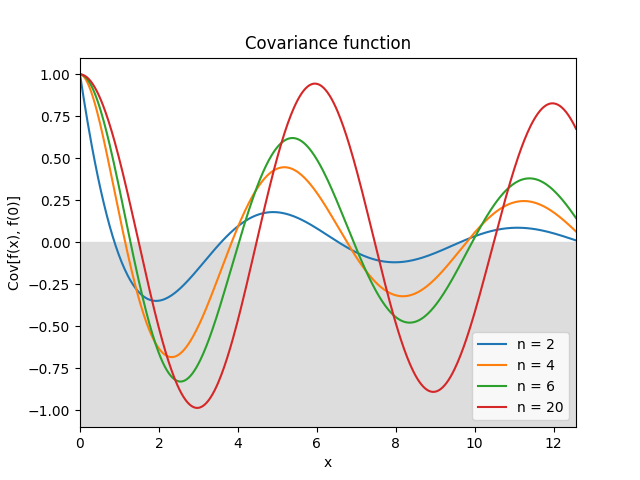 Covariance function
Cov[f(x), f(0)]
1.00
0.75
0.50
0.25
0.00
−0.25
−0.50
−0.75
−1.00
n = 2
n = 4
n = 6
n = 20
0 2 4 6 8 10 12
x